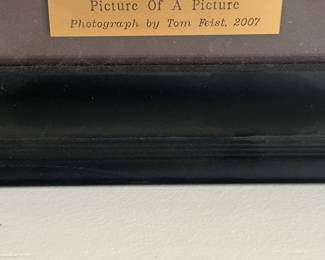 Picture Of A Picture
Photograph by Tom Feist, 2007